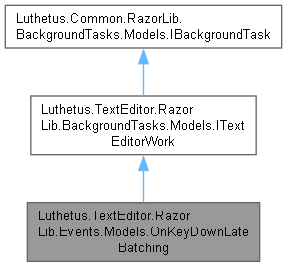 Luthetus.Common.RazorLib.
BackgroundTasks.Models.IBackgroundTask
Luthetus.TextEditor.Razor
Lib.BackgroundTasks.Models.IText
EditorWork
Luthetus.TextEditor.Razor
Lib.Events.Models.OnKeyDownLate
Batching